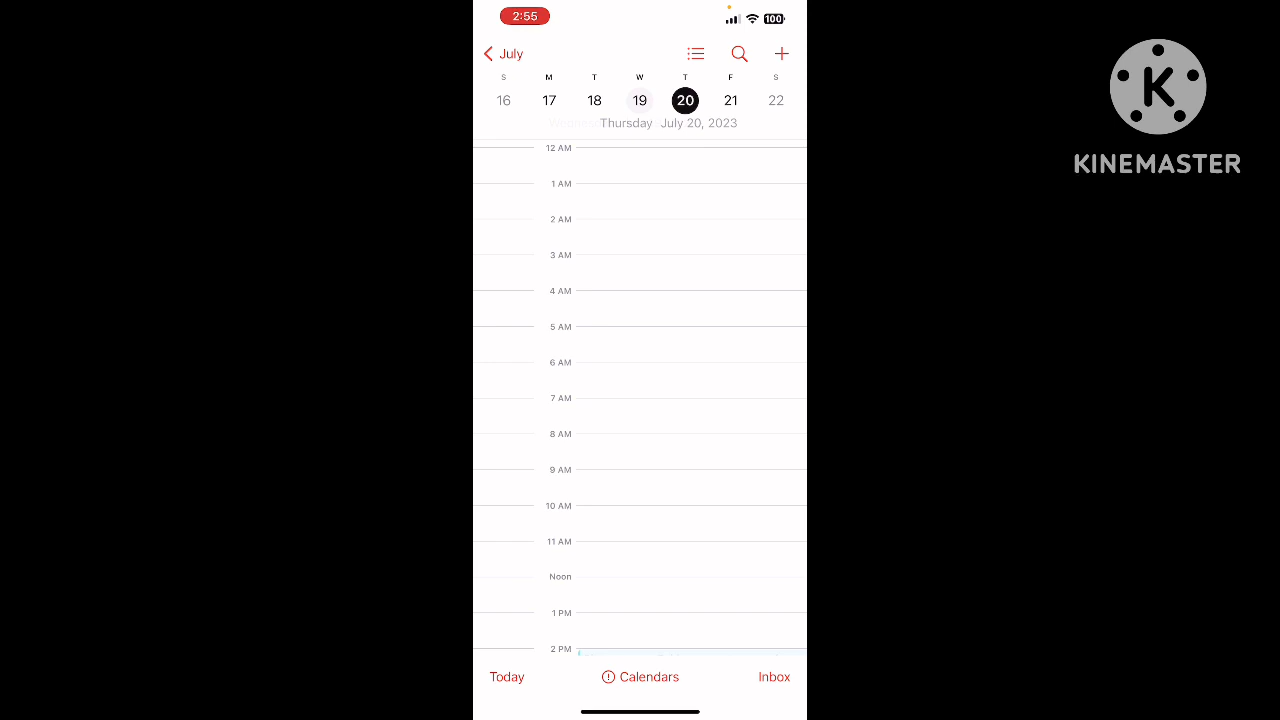 2:55
100
July
S M T W T F S
16 17 18 19 20 21 22
Thursday July 20, 2023
12 AM
1 AM
2 AM
3 AM
4 AM
5 AM
6 AM
7 AM
8 AM
9 AM
10 AM
11 AM
Noon
1 PM
2 PM
Today Calendars Inbox
K
KINEMASTER